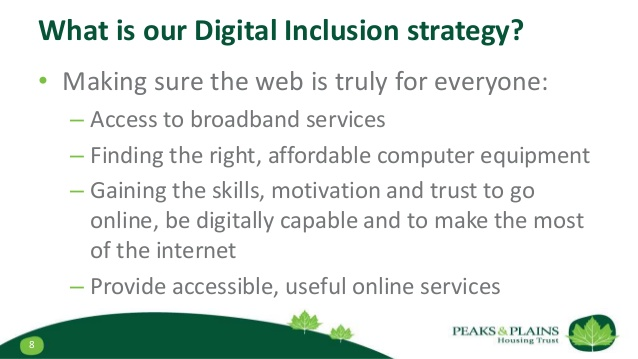 What is our Digital Inclusion strategy?
• Making sure the web is truly for everyone:
– Access to broadband services
– Finding the right, affordable computer equipment
– Gaining the skills, motivation and trust to go
online, be digitally capable and to make the most
of the internet
– Provide accessible, useful online services
8
PEAKS & PLAINS
Housing Trust